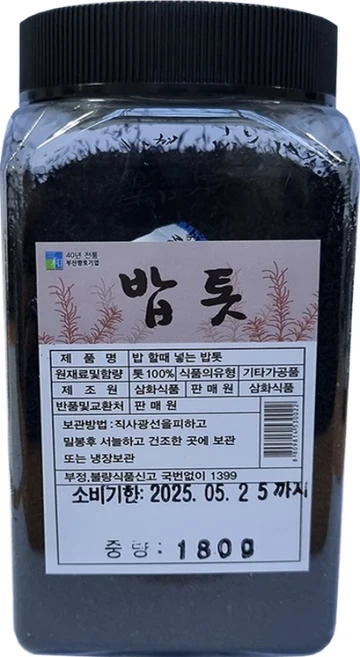 40년 전통
부산향토기업
밥톳
제 품 명 밥 할때 넣는 밥톳
원재료및함량 톳 100% 식품의유형 기타가공품
제 조 원 삼화식품 판 매 원 삼화식품
반품및교환처 판 매 원
보관방법 : 직사광선을피하고
밀봉후 서늘하고 건조한 곳에 보관
또는 냉장보관
부정,불량식품신고 국번없이 1399
소비기한: 2025. 05. 2 5 까지
중량: 180g